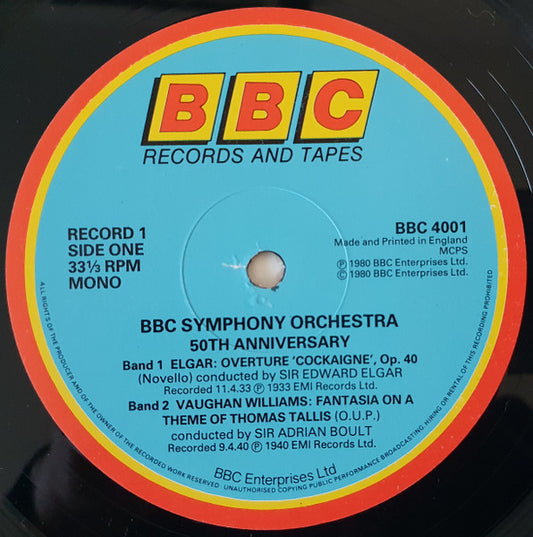 BBC
RECORDS AND TAPES
RECORD 1
SIDE ONE
33⅓ RPM
MONO
BBC 4001
Made and Printed in England
MCPS
Ⓟ 1980 BBC Enterprises Ltd.
© 1980 BBC Enterprises Ltd.
BBC SYMPHONY ORCHESTRA
50TH ANNIVERSARY
Band 1 ELGAR: OVERTURE 'COCKAIGNE', Op. 40
(Novello) conducted by SIR EDWARD ELGAR
Recorded 11.4.33 Ⓟ 1933 EMI Records Ltd.
Band 2 VAUGHAN WILLIAMS: FANTASIA ON A
THEME OF THOMAS TALLIS (O.U.P.)
conducted by SIR ADRIAN BOULT
Recorded 9.4.40 Ⓟ 1940 EMI Records Ltd.
BBC Enterprises Ltd
ALL RIGHTS OF THE PRODUCER AND OF THE OWNER OF THE RECORDED WORK RESERVED UNAUTHORISED COPYING PUBLIC PERFORMANCE BROADCASTING HIRING OR RENTAL OF THIS RECORDING PROHIBITED